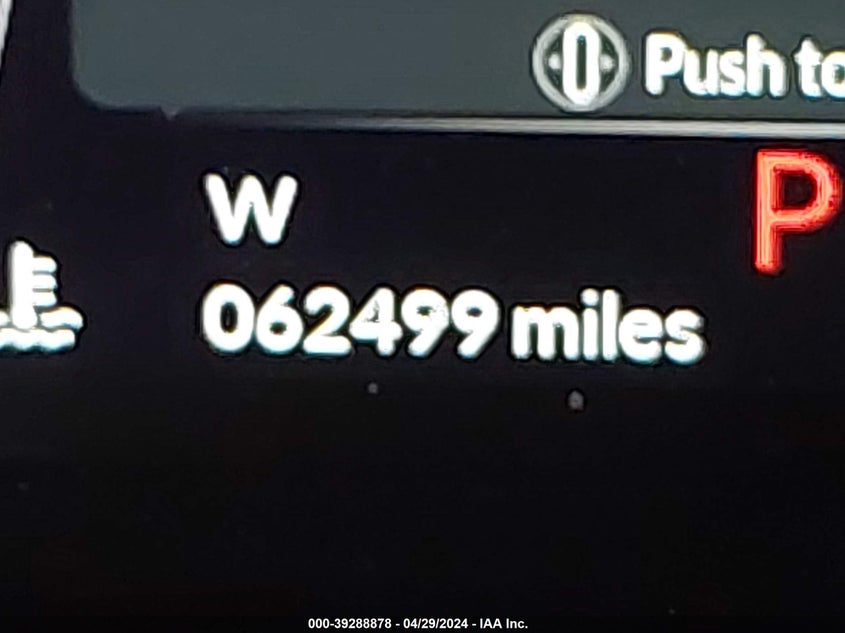 Push to
W
P
062499 miles
000-39288878 - 04/29/2024 - IAA Inc.